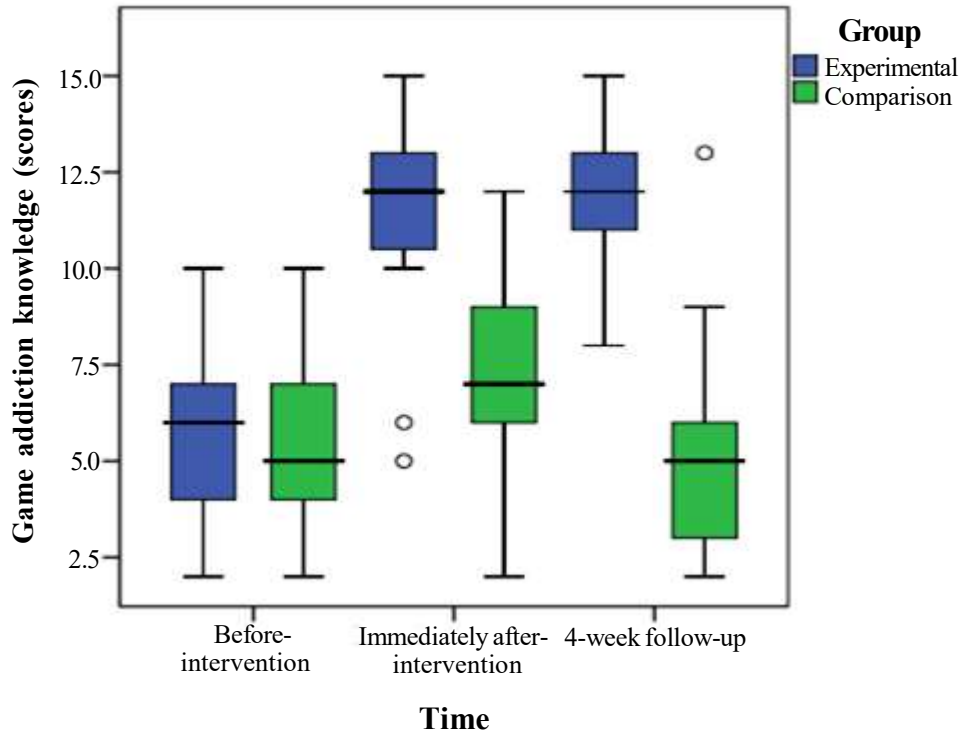 Group
Experimental
Comparison
Game addiction knowledge (scores)
15.0
12.5
10.0
7.5
5.0
2.5
Before-
intervention
Immediately after-
intervention
4-week follow-up
Time